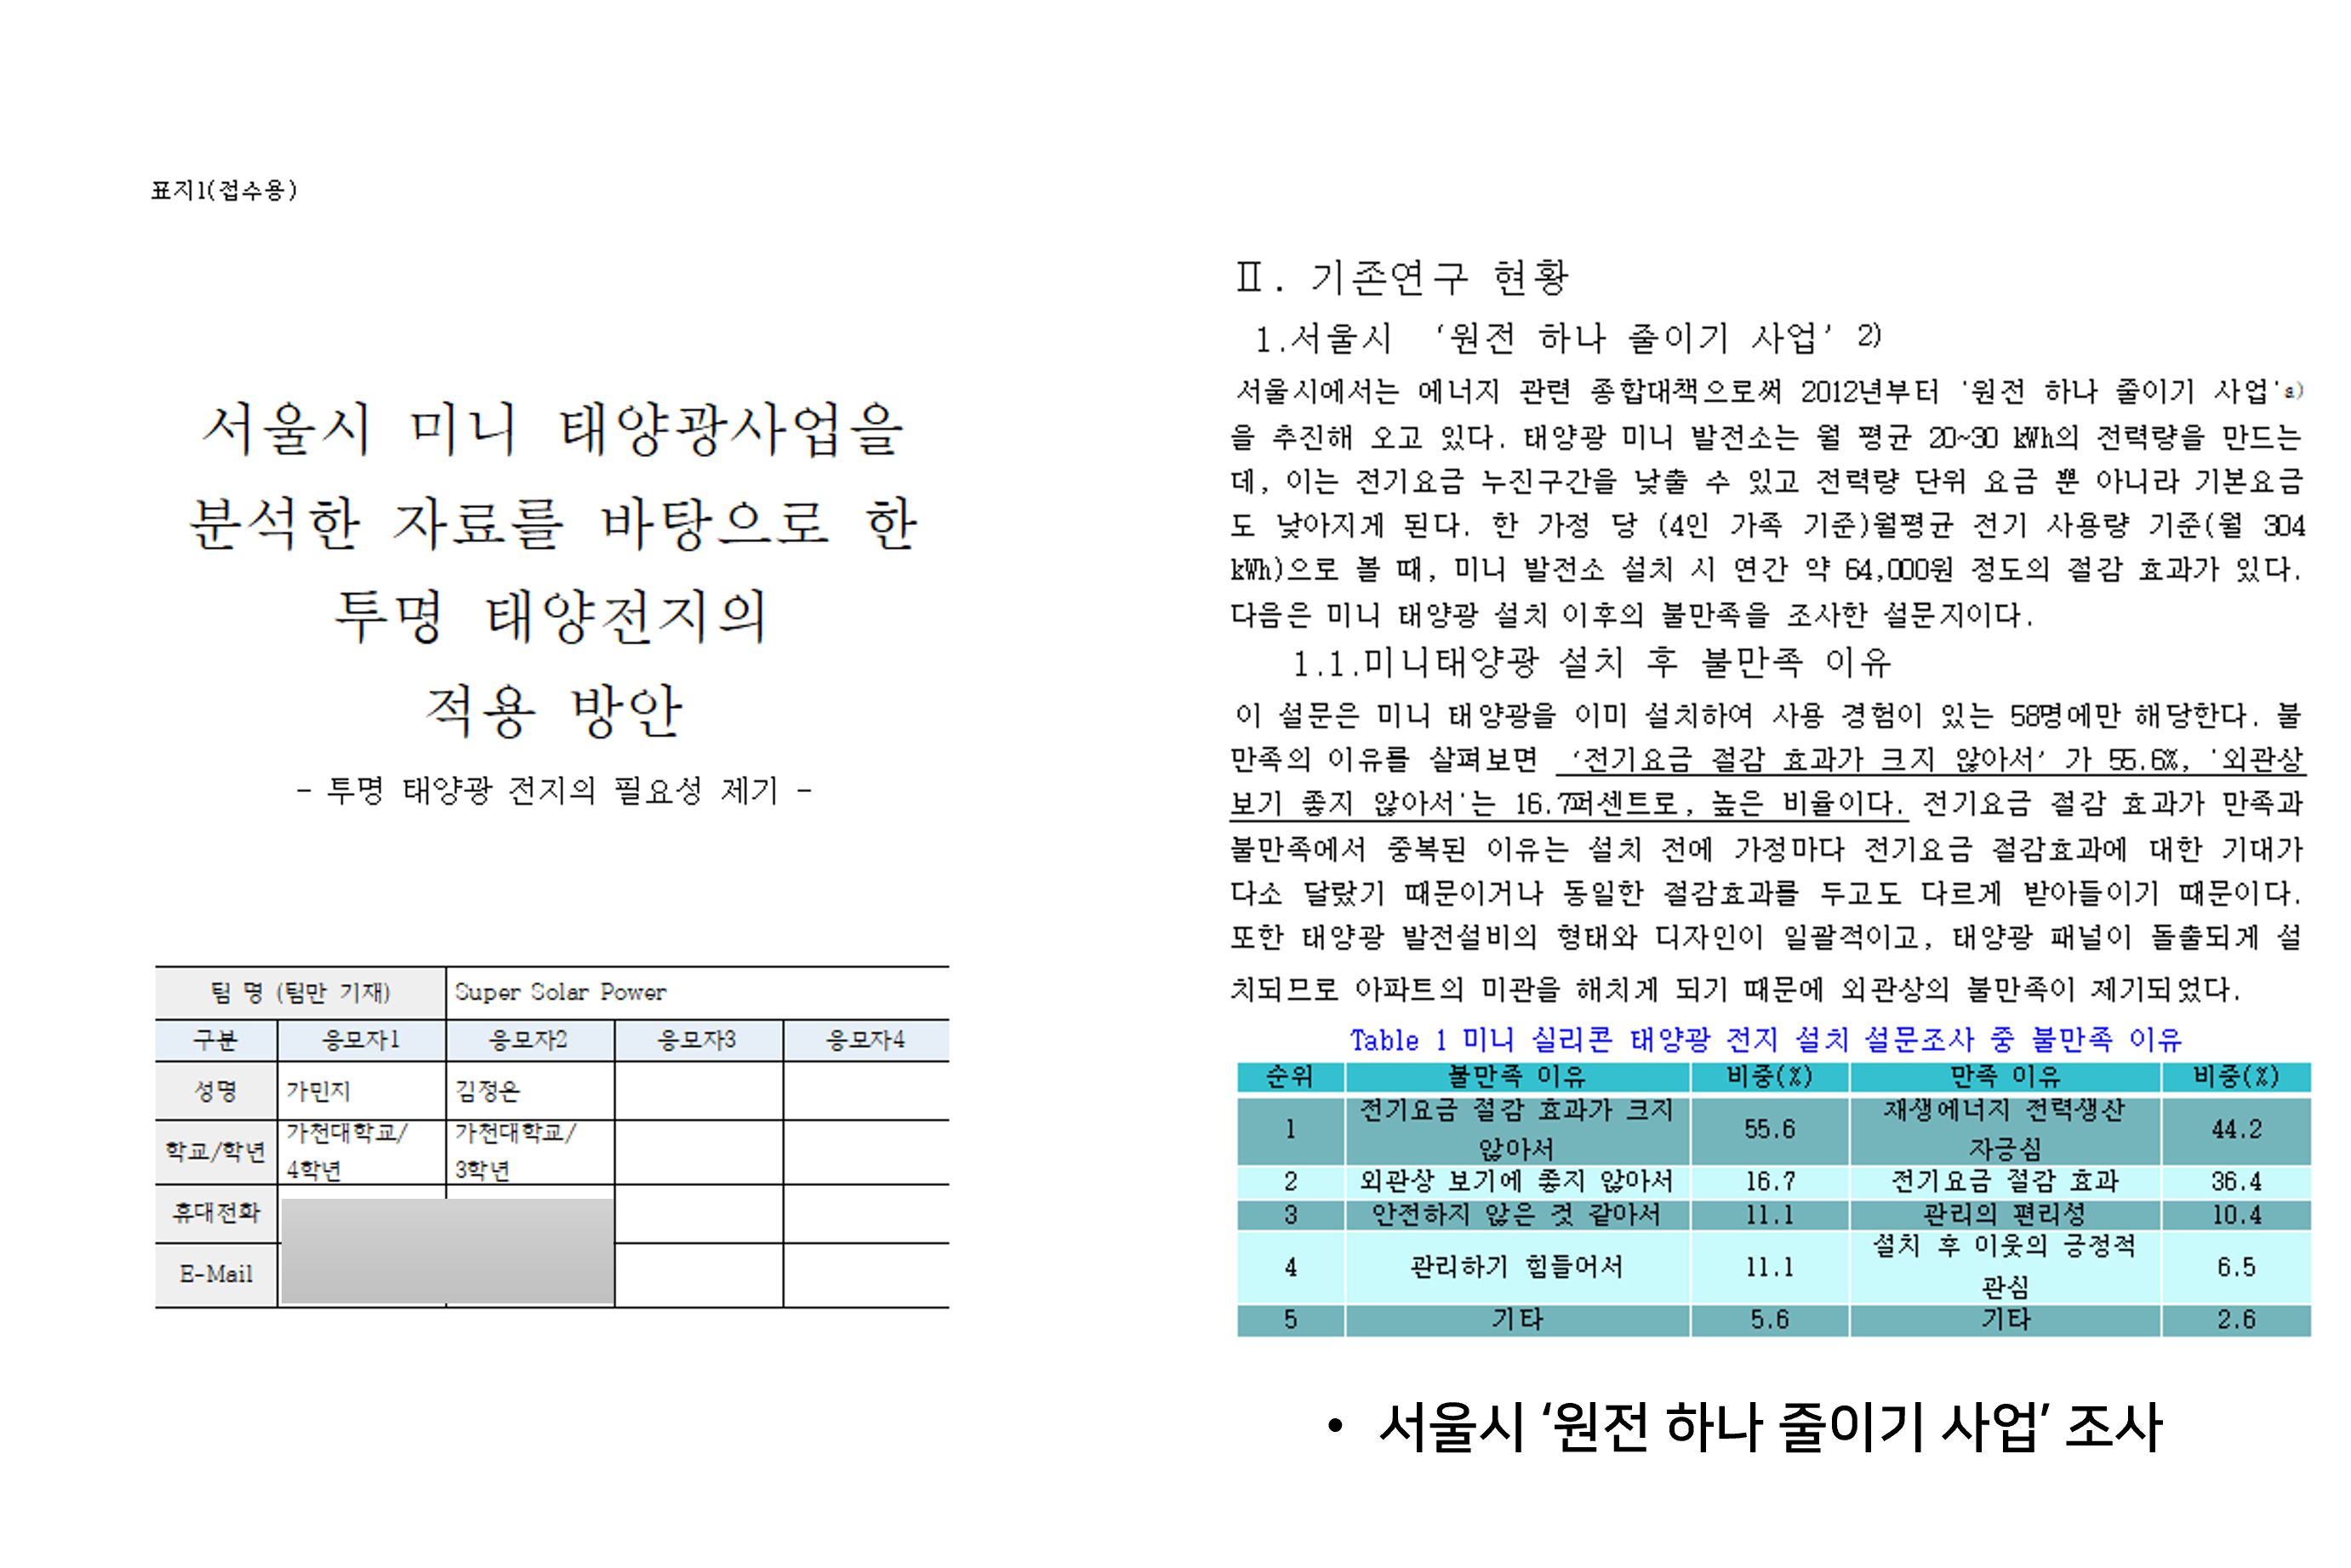 표지1(접수용)
서울시 미니 태양광사업을
분석한 자료를 바탕으로 한
투명 태양전지의
적용 방안
- 투명 태양광 전지의 필요성 제기 -
팀 명 (팀만 기재) Super Solar Power
구분 응모자1 응모자2 응모자3 응모자4
성명 가민지 김정은
학교/학년 가천대학교/ 4학년 가천대학교/ 3학년
휴대전화
E-Mail
Ⅱ. 기존연구 현황
1.서울시 ‘원전 하나 줄이기 사업’ 2)
서울시에서는 에너지 관련 종합대책으로써 2012년부터 '원전 하나 줄이기 사업'a)
을 추진해 오고 있다. 태양광 미니 발전소는 월 평균 20~30 kWh의 전력량을 만드는
데, 이는 전기요금 누진구간을 낮출 수 있고 전력량 단위 요금 뿐 아니라 기본요금
도 낮아지게 된다. 한 가정 당 (4인 가족 기준)월평균 전기 사용량 기준(월 304
kWh)으로 볼 때, 미니 발전소 설치 시 연간 약 64,000원 정도의 절감 효과가 있다.
다음은 미니 태양광 설치 이후의 불만족을 조사한 설문지이다.
1.1.미니태양광 설치 후 불만족 이유
이 설문은 미니 태양광을 이미 설치하여 사용 경험이 있는 58명에만 해당한다. 불
만족의 이유를 살펴보면 ‘전기요금 절감 효과가 크지 않아서’ 가 55.6%, '외관상
보기 좋지 않아서'는 16.7퍼센트로, 높은 비율이다. 전기요금 절감 효과가 만족과
불만족에서 중복된 이유는 설치 전에 가정마다 전기요금 절감효과에 대한 기대가
다소 달랐기 때문이거나 동일한 절감효과를 두고도 다르게 받아들이기 때문이다.
또한 태양광 발전설비의 형태와 디자인이 일괄적이고, 태양광 패널이 돌출되게 설
치되므로 아파트의 미관을 해치게 되기 때문에 외관상의 불만족이 제기되었다.
Table 1 미니 실리콘 태양광 전지 설치 설문조사 중 불만족 이유
순위 불만족 이유 비중(%) 만족 이유 비중(%)
1 전기요금 절감 효과가 크지 않아서 55.6 재생에너지 전력생산 자긍심 44.2
2 외관상 보기에 좋지 않아서 16.7 전기요금 절감 효과 36.4
3 안전하지 않은 것 같아서 11.1 관리의 편리성 10.4
4 관리하기 힘들어서 11.1 설치 후 이웃의 긍정적 관심 6.5
5 기타 5.6 기타 2.6
• 서울시 ‘원전 하나 줄이기 사업’ 조사